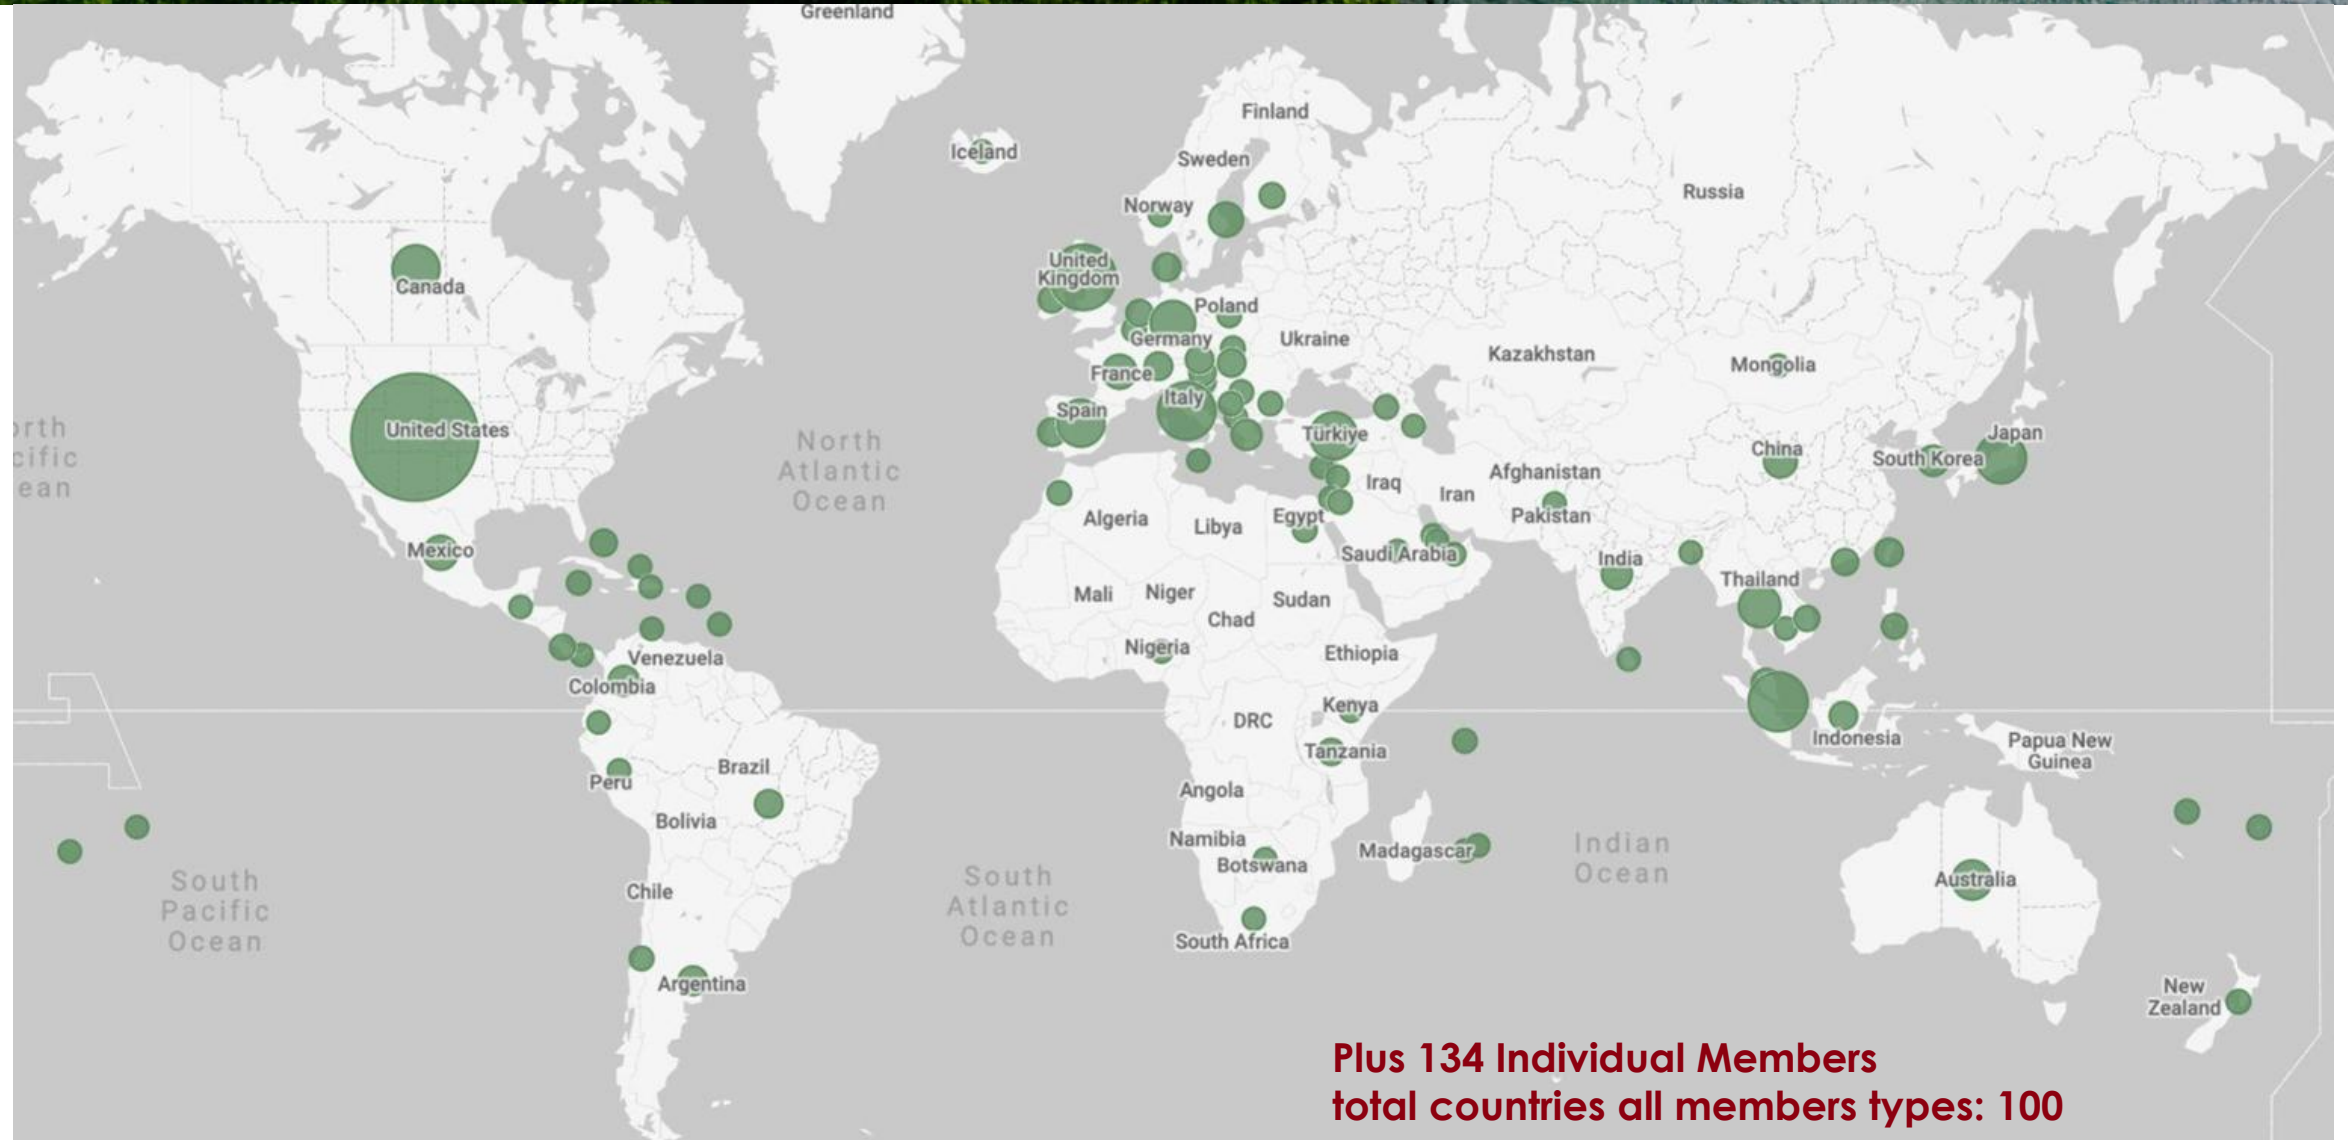 Greenland
Iceland
Finland
Sweden
Norway
Russia
United
Kingdom
Canada
Poland
Germany
Ukraine
Kazakhstan
Mongolia
France
Italy
Spain
United States
Türkiye
Japan
China
South Korea
North
Atlantic
Ocean
Afghanistan
Iraq
Iran
Pakistan
Algeria
Libya
Egypt
Mexico
Saudi Arabia
India
Thailand
Mali
Niger
Sudan
Chad
Nigeria
Ethiopia
Venezuela
Colombia
Kenya
DRC
Tanzania
Indonesia
Papua New
Guinea
Peru
Brazil
Angola
Bolivia
Namibia
Botswana
Madagascar
Indian
Ocean
Chile
Australia
South
Pacific
Ocean
South
Atlantic
Ocean
South Africa
Argentina
New
Zealand
Plus 134 Individual Members
total countries all members types: 100